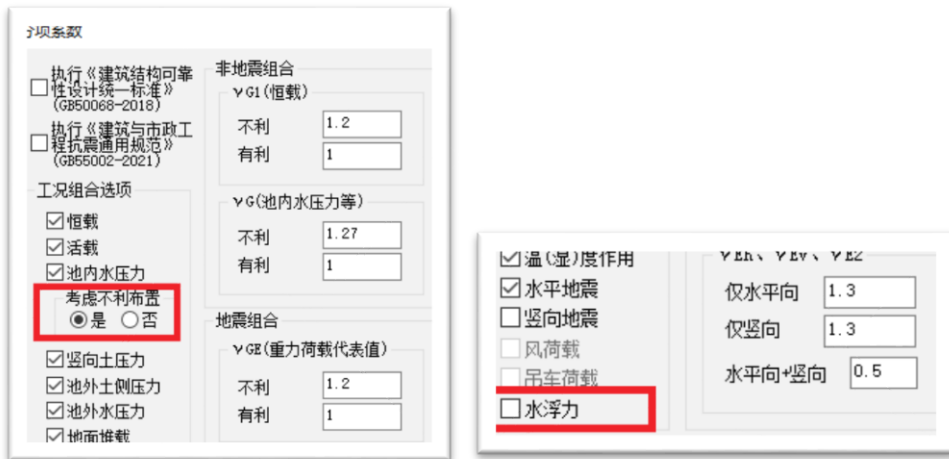 分项系数
执行《建筑结构可靠
性设计统一标准》
(GB50068-2018)
执行《建筑与市政工
程抗震通用规范》
(GB55002-2021)
工况组合选项
恒载
活载
池内水压力
考虑不利布置
是 否
竖向土压力
池外土侧压力
池外水压力
地面堆载
非地震组合
γG1(恒载)
不利 1.2
有利 1
γG(池内水压力等)
不利 1.27
有利 1
地震组合
γGE(重力荷载代表值)
不利 1.2
有利 1
温(湿)度作用
水平地震
竖向地震
风荷载
吊车荷载
水浮力
仅水平向 1.3
仅竖向 1.3
水平向+竖向 0.5